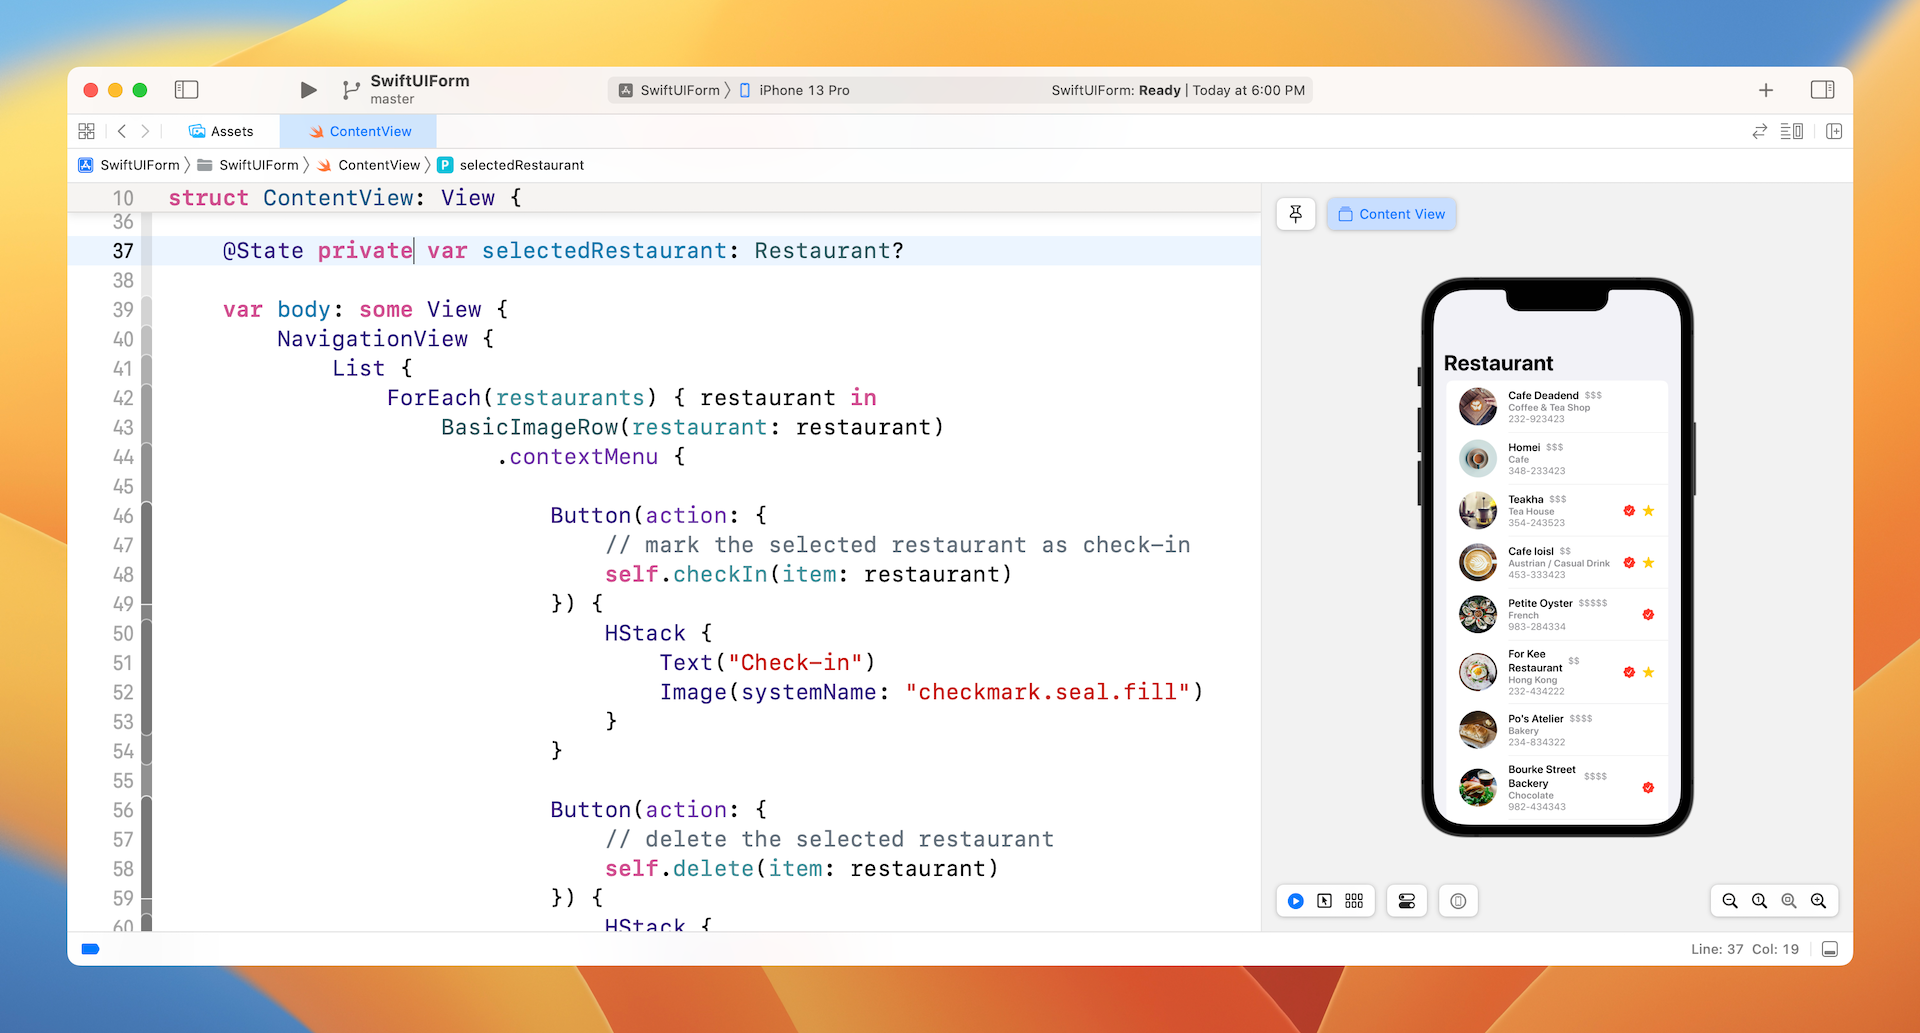 SwiftUIForm
master
SwiftUIForm
iPhone 13 Pro
SwiftUIForm: Ready | Today at 6:00 PM
Assets
ContentView
SwiftUIForm
SwiftUIForm
ContentView
P
selectedRestaurant
10 struct ContentView: View {
36
37 @State private var selectedRestaurant: Restaurant?
38
39 var body: some View {
40 NavigationView {
41 List {
42 ForEach(restaurants) { restaurant in
43 BasicImageRow(restaurant: restaurant)
44 .contextMenu {
45
46 Button(action: {
47 // mark the selected restaurant as check-in
48 self.checkIn(item: restaurant)
49 }) {
50 HStack {
51 Text("Check-in")
52 Image(systemName: "checkmark.seal.fill")
53 }
54 }
55
56 Button(action: {
57 // delete the selected restaurant
58 self.delete(item: restaurant)
59 }) {
60 HStack {
Content View
Restaurant
Cafe Deadend $$$
Coffee & Tea Shop
232-923423
Homei $$$
Cafe
348-233423
Teakha $$$
Tea House
354-243523
Cafe loisl $$
Austrian / Casual Drink
453-333423
Petite Oyster $$$$$
French
983-284334
For Kee
Restaurant $$
Hong Kong
232-434222
Po's Atelier $$$$
Bakery
234-834322
Bourke Street
Backery $$$$
Chocolate
982-434343
Line: 37 Col: 19